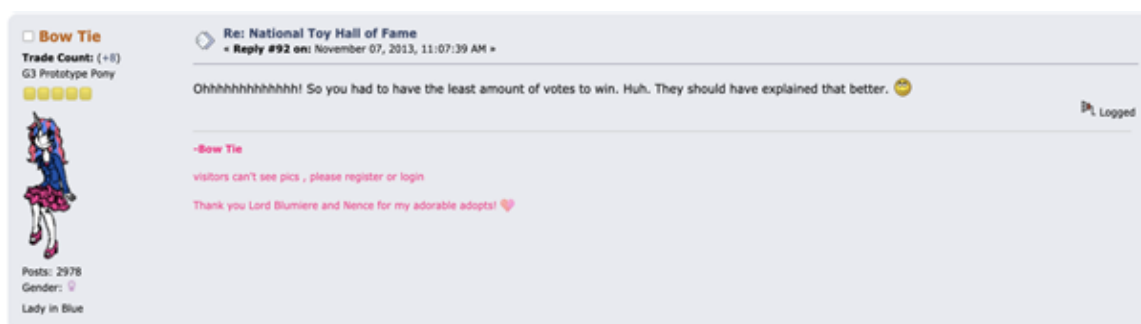 Bow Tie
Trade Count: (+8)
G3 Prototype Pony
Posts: 2978
Gender:
Lady in Blue
Re: National Toy Hall of Fame
« Reply #92 on: November 07, 2013, 11:07:39 AM »
Ohhhhhhhhhhhhh! So you had to have the least amount of votes to win. Huh. They should have explained that better.
Logged
-Bow Tie
visitors can't see pics , please register or login
Thank you Lord Blumiere and Nence for my adorable adopts!